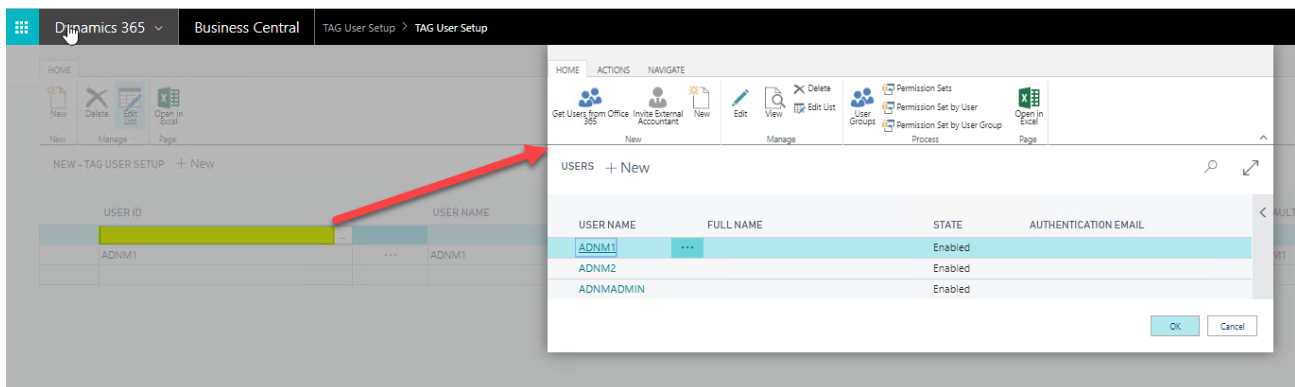 Dynamics 365 Business Central TAG User Setup > TAG User Setup
HOME
New Delete Edit List Open in Excel
New Manage Page
NEW - TAG USER SETUP + New
USER ID USER NAME
...
ADNM1 ... ADNM1
HOME ACTIONS NAVIGATE
Get Users from Office 365 Invite External Accountant New Edit View Delete Edit List User Groups Permission Sets Permission Set by User Permission Set by User Group Open in Excel
New Manage Process Page
USERS + New
USER NAME FULL NAME STATE AUTHENTICATION EMAIL
ADNM1 ... Enabled
ADNM2 Enabled
ADNMADMIN Enabled
OK Cancel